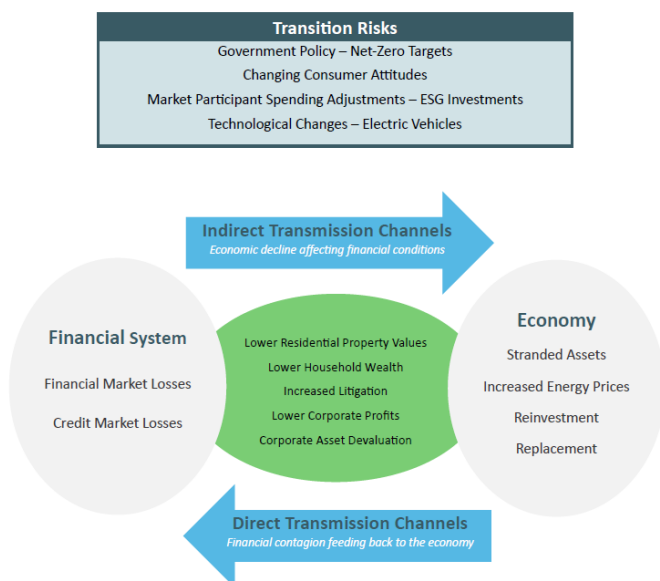 Transition Risks
Government Policy – Net-Zero Targets
Changing Consumer Attitudes
Market Participant Spending Adjustments – ESG Investments
Technological Changes – Electric Vehicles
Indirect Transmission Channels
Economic decline affecting financial conditions
Financial System
Financial Market Losses
Credit Market Losses
Lower Residential Property Values
Lower Household Wealth
Increased Litigation
Lower Corporate Profits
Corporate Asset Devaluation
Economy
Stranded Assets
Increased Energy Prices
Reinvestment
Replacement
Direct Transmission Channels
Financial contagion feeding back to the economy